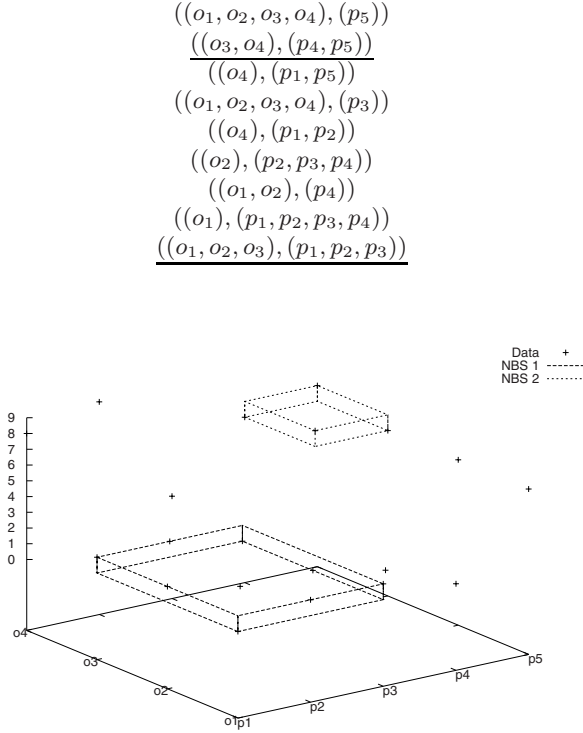 ((o₁, o₂, o₃, o₄), (p₅))
((o₃, o₄), (p₄, p₅))
((o₄), (p₁, p₅))
((o₁, o₂, o₃, o₄), (p₃))
((o₄), (p₁, p₂))
((o₂), (p₂, p₃, p₄))
((o₁, o₂), (p₄))
((o₁), (p₁, p₂, p₃, p₄))
((o₁, o₂, o₃), (p₁, p₂, p₃))
Data
NBS 1
NBS 2
9
8
7
6
5
4
3
2
1
0
o4
o3
o2
o1
p1
p2
p3
p4
p5